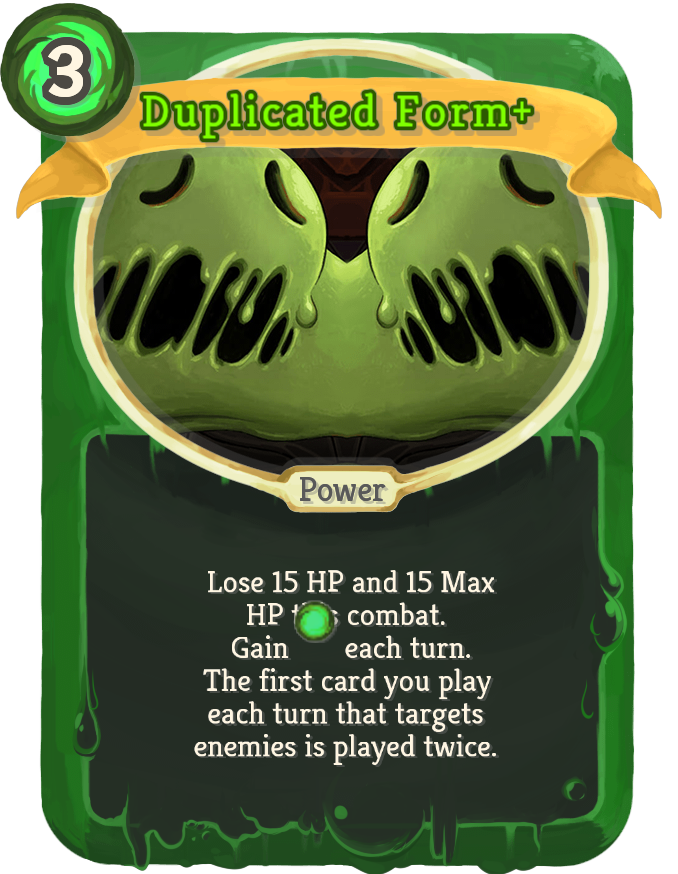 3
Duplicated Form+
Power
Lose 15 HP and 15 Max
HP combat.
Gain each turn.
The first card you play
each turn that targets
enemies is played twice.